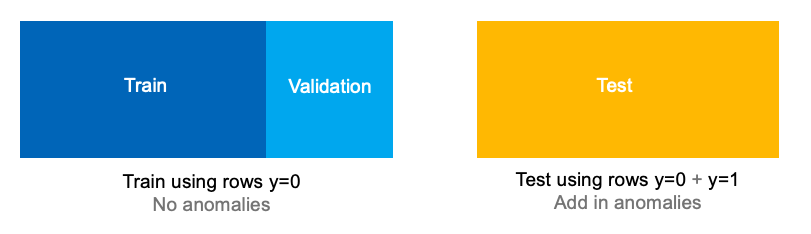 Train
Validation
Test
Train using rows y=0
No anomalies
Test using rows y=0 + y=1
Add in anomalies